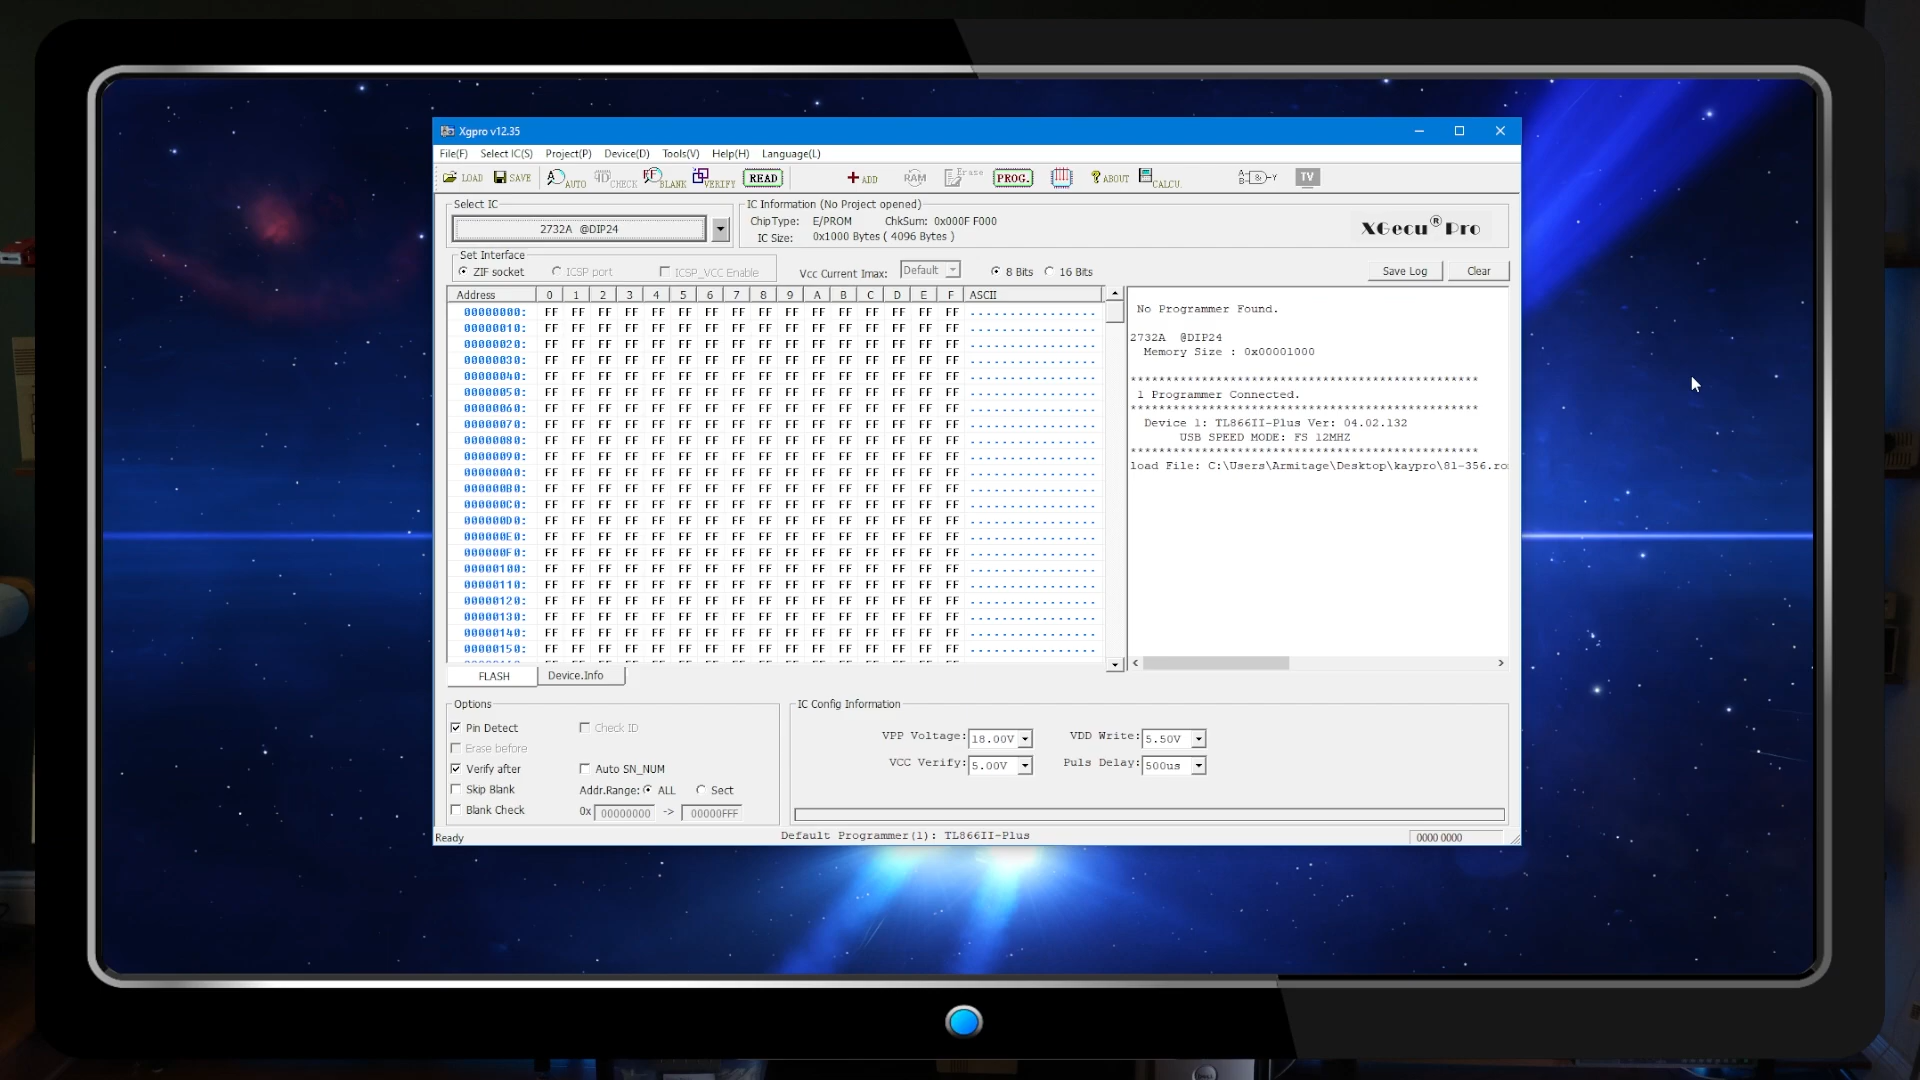 Xgpro v12.35
File(F) Select IC(S) Project(P) Device(D) Tools(V) Help(H) Language(L)
LOAD SAVE AUTO CHECK BLANK VERIFY READ ADD RAM Erase PROG. ABOUT CALCU. TV
Select IC
2732A @DIP24
IC Information (No Project opened)
ChipType: E/PROM ChkSum: 0x000F F000
IC Size: 0x1000 Bytes ( 4096 Bytes )
XGecu® Pro
Set Interface
ZIF socket ICSP port ICSP_VCC Enable Vcc Current Imax: Default 8 Bits 16 Bits Save Log Clear
Address 0 1 2 3 4 5 6 7 8 9 A B C D E F ASCII
00000000: FF FF FF FF FF FF FF FF FF FF FF FF FF FF FF FF ................
00000010: FF FF FF FF FF FF FF FF FF FF FF FF FF FF FF FF ................
00000020: FF FF FF FF FF FF FF FF FF FF FF FF FF FF FF FF ................
00000030: FF FF FF FF FF FF FF FF FF FF FF FF FF FF FF FF ................
00000040: FF FF FF FF FF FF FF FF FF FF FF FF FF FF FF FF ................
00000050: FF FF FF FF FF FF FF FF FF FF FF FF FF FF FF FF ................
00000060: FF FF FF FF FF FF FF FF FF FF FF FF FF FF FF FF ................
00000070: FF FF FF FF FF FF FF FF FF FF FF FF FF FF FF FF ................
00000080: FF FF FF FF FF FF FF FF FF FF FF FF FF FF FF FF ................
00000090: FF FF FF FF FF FF FF FF FF FF FF FF FF FF FF FF ................
000000A0: FF FF FF FF FF FF FF FF FF FF FF FF FF FF FF FF ................
000000B0: FF FF FF FF FF FF FF FF FF FF FF FF FF FF FF FF ................
000000C0: FF FF FF FF FF FF FF FF FF FF FF FF FF FF FF FF ................
000000D0: FF FF FF FF FF FF FF FF FF FF FF FF FF FF FF FF ................
000000E0: FF FF FF FF FF FF FF FF FF FF FF FF FF FF FF FF ................
000000F0: FF FF FF FF FF FF FF FF FF FF FF FF FF FF FF FF ................
00000100: FF FF FF FF FF FF FF FF FF FF FF FF FF FF FF FF ................
00000110: FF FF FF FF FF FF FF FF FF FF FF FF FF FF FF FF ................
00000120: FF FF FF FF FF FF FF FF FF FF FF FF FF FF FF FF ................
00000130: FF FF FF FF FF FF FF FF FF FF FF FF FF FF FF FF ................
00000140: FF FF FF FF FF FF FF FF FF FF FF FF FF FF FF FF ................
00000150: FF FF FF FF FF FF FF FF FF FF FF FF FF FF FF FF ................
No Programmer Found.
2732A @DIP24
Memory Size : 0x00001000
*************************************************
1 Programmer Connected.
*************************************************
Device 1: TL866II-Plus Ver: 04.02.132
USB SPEED MODE: FS 12MHZ
*************************************************
load File: C:\Users\Armitage\Desktop\kaypro\81-356.ro
FLASH Device.Info
Options
Pin Detect Check ID
Erase before
Verify after Auto SN_NUM
Skip Blank Addr.Range: ALL Sect
Blank Check 0x 00000000 -> 00000FFF
IC Config Information
VPP Voltage: 18.00V VDD Write: 5.50V
VCC Verify: 5.00V Puls Delay: 500us
Ready Default Programmer(1): TL866II-Plus 0000 0000